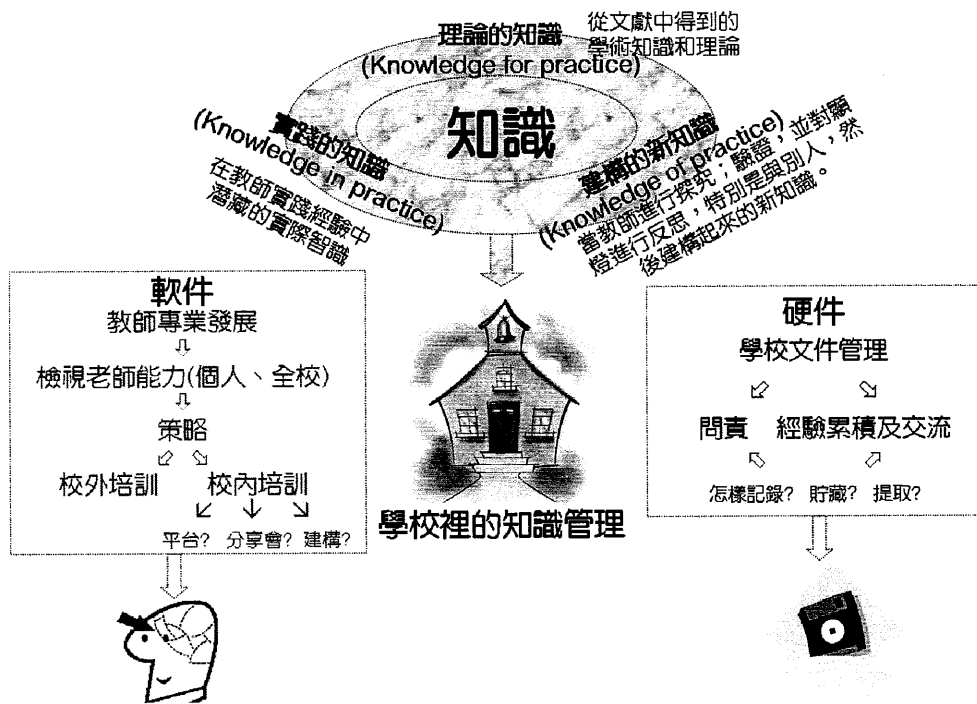 理論的知識
(Knowledge for practice)
從文獻中得到的
學術知識和理論
知識
實踐的知識
(Knowledge in practice)
在教師實踐經驗中
潛藏的實際智識
建構的新知識
(Knowledge of practice)
當教師進行探究;驗證,並對顯
燈進行反思,特別是與別人,然
後建構起來的新知識。
軟件
教師專業發展
檢視老師能力(個人、全校)
策略
校外培訓 校內培訓
平台? 分享會? 建構?
學校裡的知識管理
硬件
學校文件管理
問責 經驗累積及交流
怎樣記錄? 貯藏? 提取?